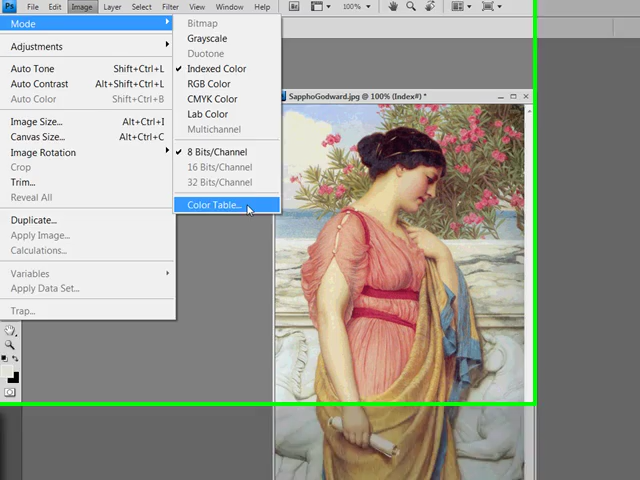 Ps File Edit Image Layer Select Filter View Window Help 100%
Mode
Adjustments
Auto Tone Shift+Ctrl+L
Auto Contrast Alt+Shift+Ctrl+L
Auto Color Shift+Ctrl+B
Image Size... Alt+Ctrl+I
Canvas Size... Alt+Ctrl+C
Image Rotation
Crop
Trim...
Reveal All
Duplicate...
Apply Image...
Calculations...
Variables
Apply Data Set...
Trap...
Bitmap
Grayscale
Duotone
Indexed Color
RGB Color
CMYK Color
Lab Color
Multichannel
8 Bits/Channel
16 Bits/Channel
32 Bits/Channel
Color Table...
SapphoGodward.jpg @ 100% (Index#) *